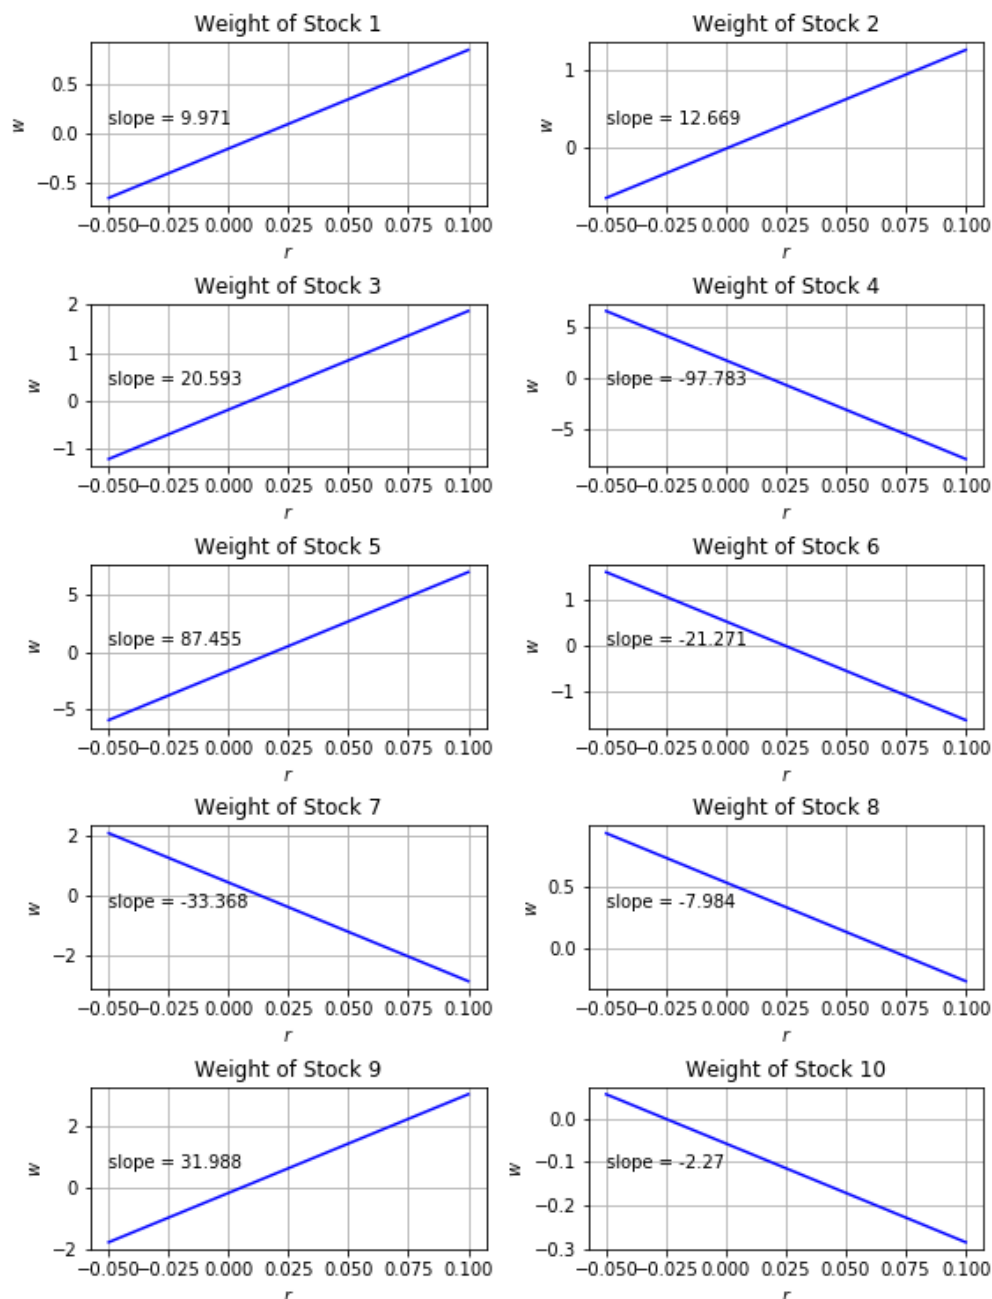 Weight of Stock 1
0.5
0.0
−0.5
w
slope = 9.971
−0.050 −0.025 0.000 0.025 0.050 0.075 0.100
r
Weight of Stock 2
1
0
w
slope = 12.669
−0.050 −0.025 0.000 0.025 0.050 0.075 0.100
r
Weight of Stock 3
2
1
0
−1
w
slope = 20.593
−0.050 −0.025 0.000 0.025 0.050 0.075 0.100
r
Weight of Stock 4
5
0
−5
w
slope = -97.783
−0.050 −0.025 0.000 0.025 0.050 0.075 0.100
r
Weight of Stock 5
5
0
−5
w
slope = 87.455
−0.050 −0.025 0.000 0.025 0.050 0.075 0.100
r
Weight of Stock 6
1
0
−1
w
slope = -21.271
−0.050 −0.025 0.000 0.025 0.050 0.075 0.100
r
Weight of Stock 7
2
0
−2
w
slope = -33.368
−0.050 −0.025 0.000 0.025 0.050 0.075 0.100
r
Weight of Stock 8
0.5
0.0
w
slope = -7.984
−0.050 −0.025 0.000 0.025 0.050 0.075 0.100
r
Weight of Stock 9
2
0
−2
w
slope = 31.988
−0.050 −0.025 0.000 0.025 0.050 0.075 0.100
r
Weight of Stock 10
0.0
−0.1
−0.2
−0.3
w
slope = -2.27
−0.050 −0.025 0.000 0.025 0.050 0.075 0.100
r